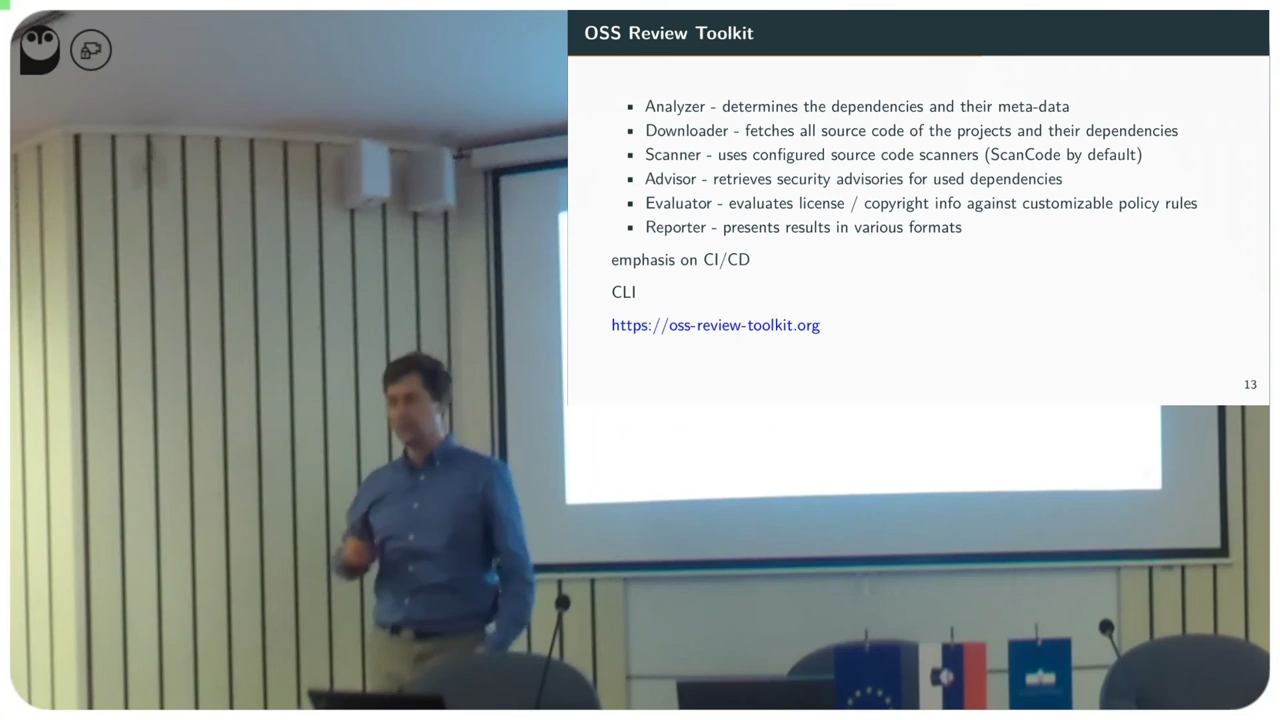 OSS Review Toolkit
▪ Analyzer - determines the dependencies and their meta-data
▪ Downloader - fetches all source code of the projects and their dependencies
▪ Scanner - uses configured source code scanners (ScanCode by default)
▪ Advisor - retrieves security advisories for used dependencies
▪ Evaluator - evaluates license / copyright info against customizable policy rules
▪ Reporter - presents results in various formats
emphasis on CI/CD
CLI
https://oss-review-toolkit.org
13